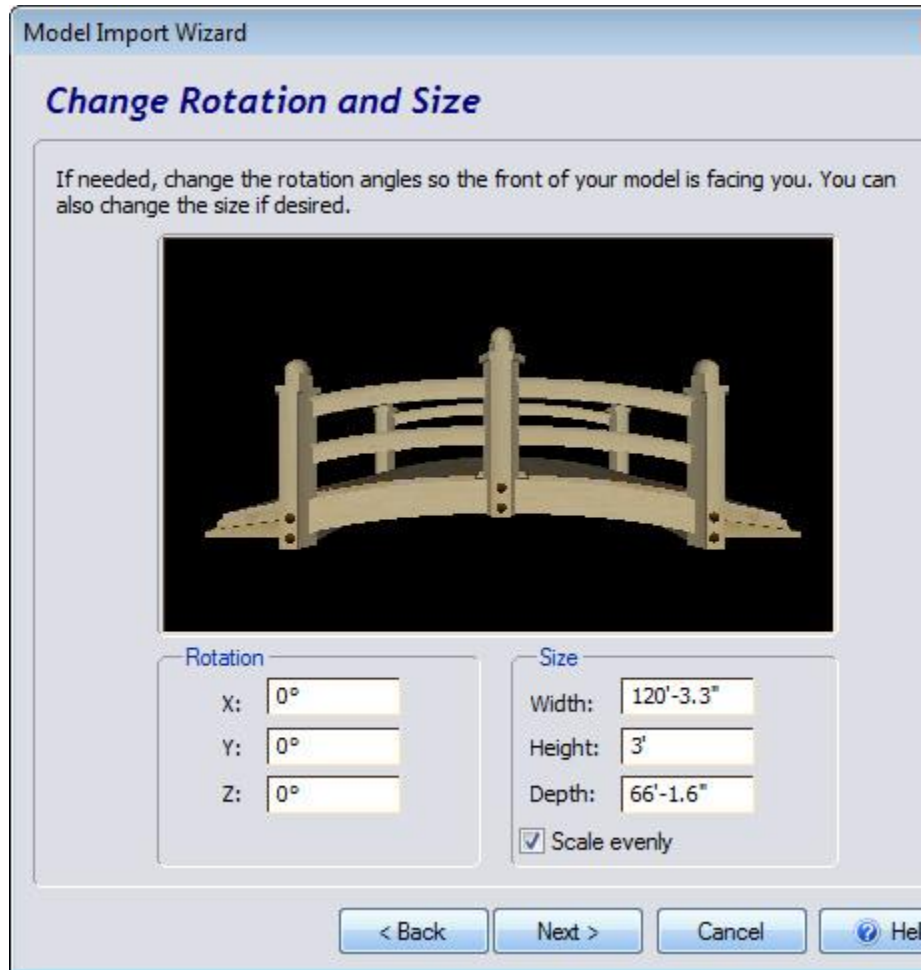 Model Import Wizard
Change Rotation and Size
If needed, change the rotation angles so the front of your model is facing you. You can
also change the size if desired.
Rotation
X: 0°
Y: 0°
Z: 0°
Size
Width: 120'-3.3"
Height: 3'
Depth: 66'-1.6"
Scale evenly
< Back Next > Cancel